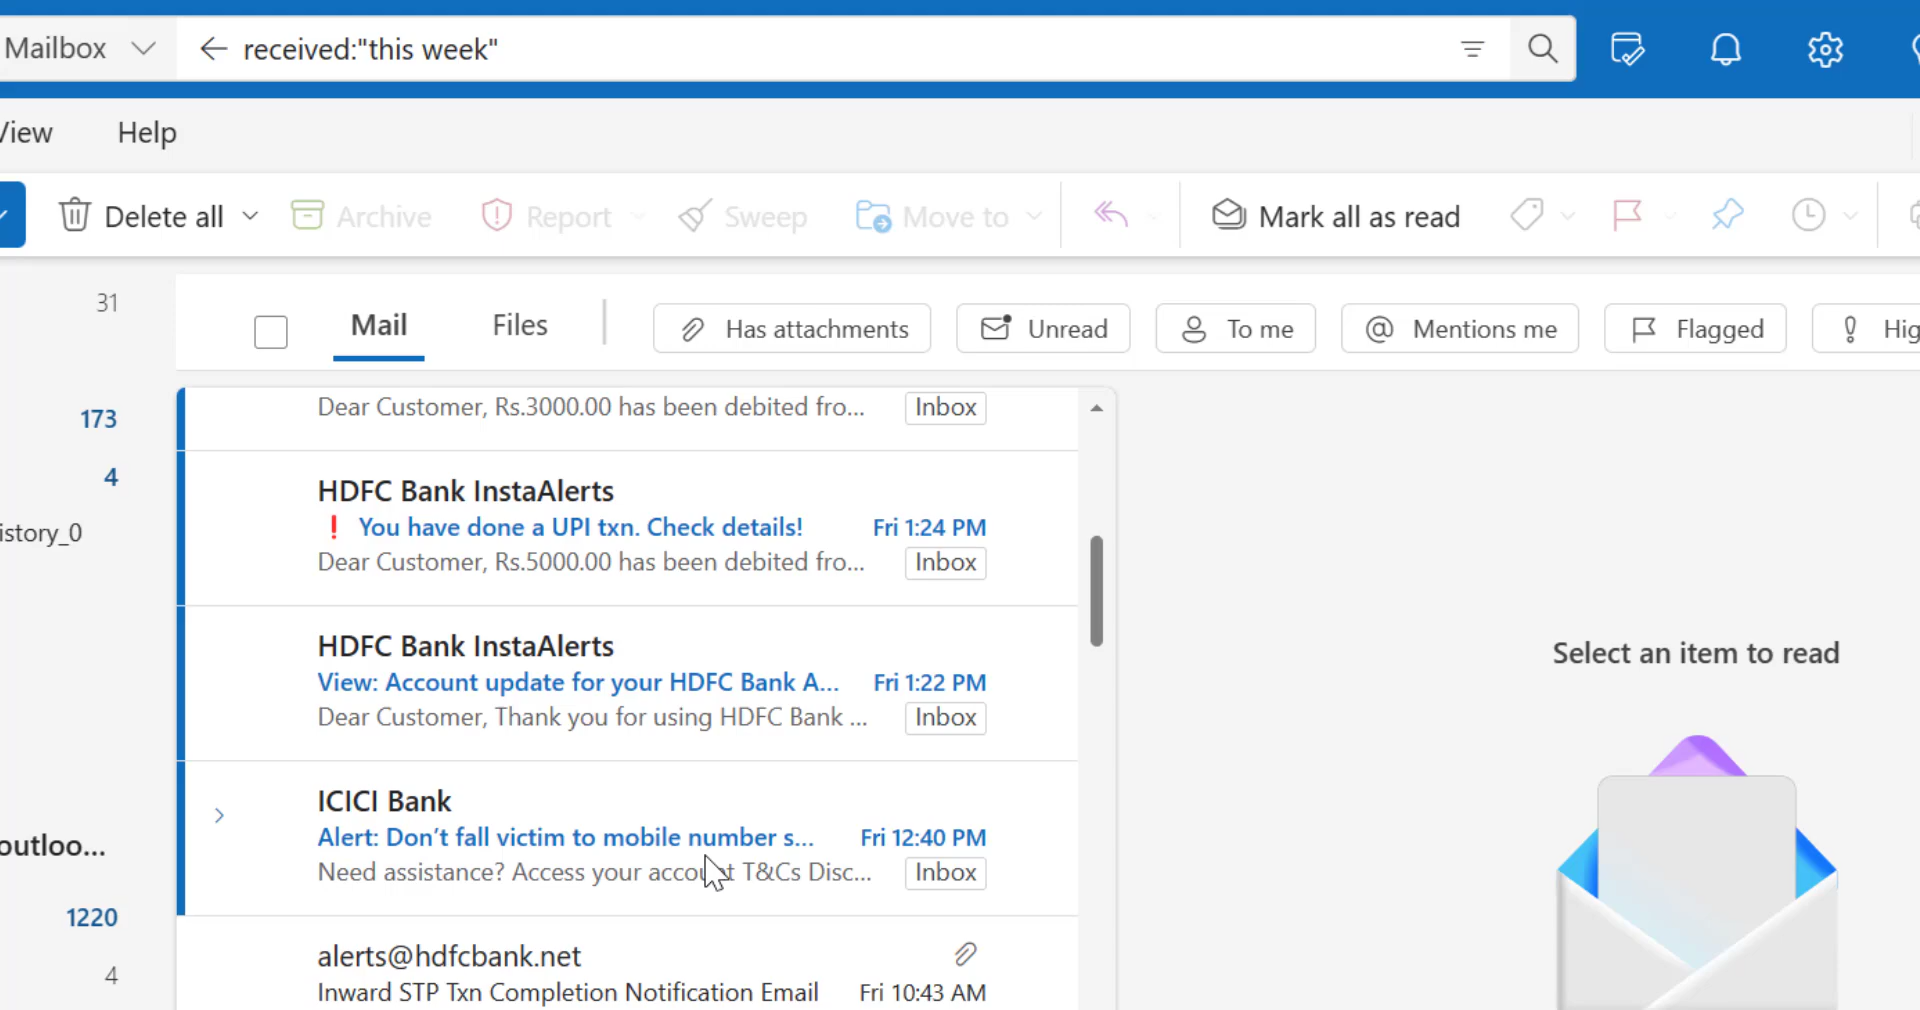 Mailbox
received:"this week"
View
Help
Delete all
Archive
Report
Sweep
Move to
Mark all as read
31
173
4
istory_0
outloo...
1220
4
Mail
Files
Has attachments
Unread
To me
Mentions me
Flagged
Hig
Dear Customer, Rs.3000.00 has been debited fro...
Inbox
HDFC Bank InstaAlerts
❗ You have done a UPI txn. Check details!
Fri 1:24 PM
Dear Customer, Rs.5000.00 has been debited fro...
Inbox
HDFC Bank InstaAlerts
View: Account update for your HDFC Bank A...
Fri 1:22 PM
Dear Customer, Thank you for using HDFC Bank ...
Inbox
ICICI Bank
Alert: Don't fall victim to mobile number s...
Fri 12:40 PM
Need assistance? Access your account T&Cs Disc...
Inbox
alerts@hdfcbank.net
Inward STP Txn Completion Notification Email
Fri 10:43 AM
Select an item to read